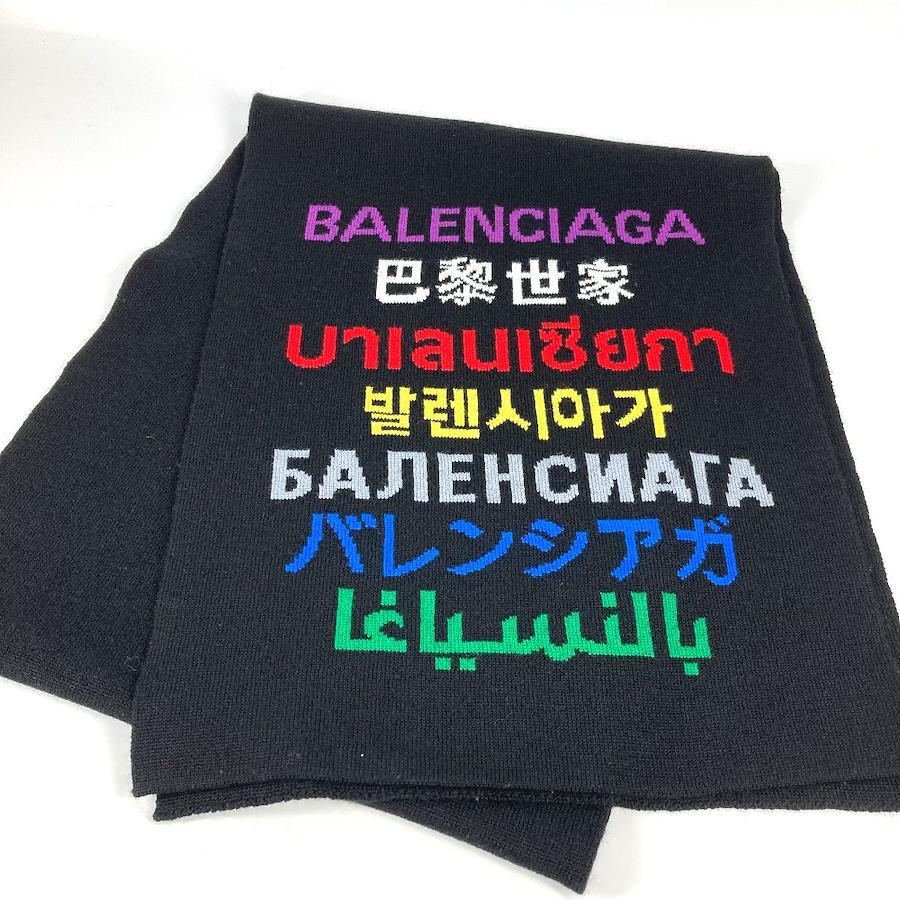 BALENCIAGA
巴黎世家
บาเลนเซียกา
발렌시아가
БАЛЕНСИАГА
バレンシアガ
بالنسياغا